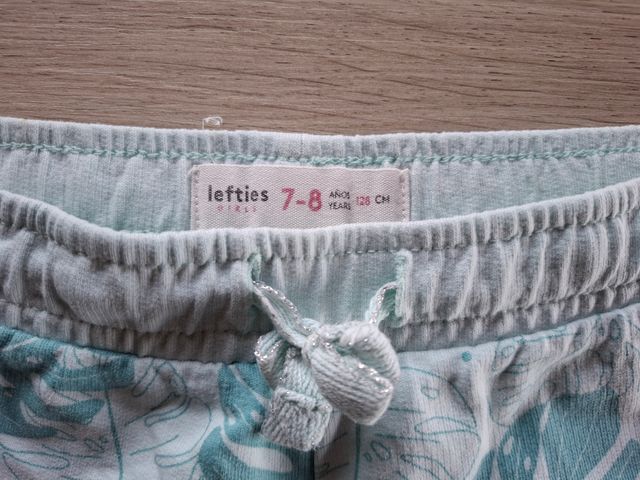 lefties
GIRLS
7-8
AÑOS
YEARS
128 CM